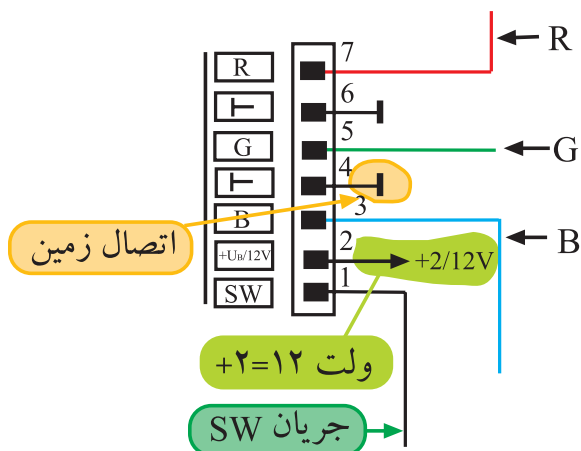 R
7
R
6
5
G
G
4
3
B
B
اتصال زمین
2
+UB/12V
+2/12V
1
SW
ولت ۱۲=۲+
جریان SW